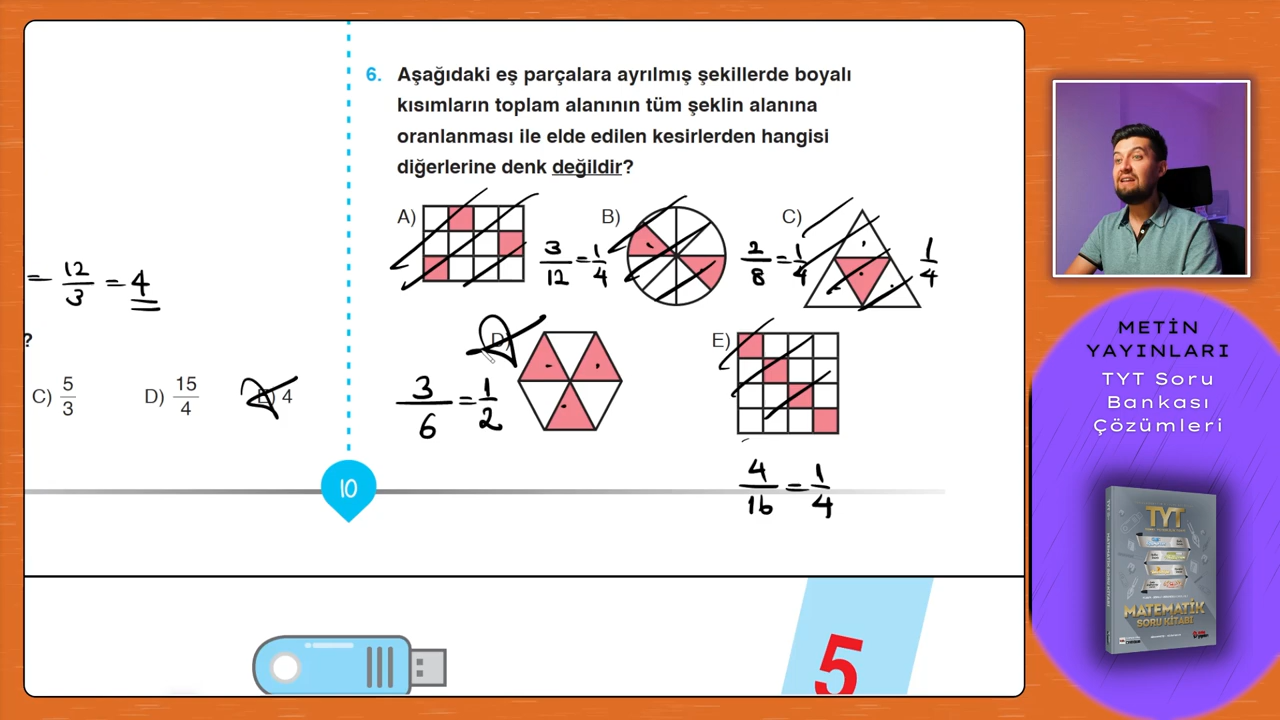 6. Aşağıdaki eş parçalara ayrılmış şekillerde boyalı
kısımların toplam alanının tüm şeklin alanına
oranlanması ile elde edilen kesirlerden hangisi
diğerlerine denk değildir?
A) 3/12 = 1/4
B) 2/8 = 1/4
C) 1/4
D) 3/6 = 1/2
E) 4/16 = 1/4
= 12/3 = 4
?
C) 5/3 D) 15/4 E) 4
10
5
METİN
YAYINLARI
TYT Soru
Bankası
Çözümleri
TYT
MATEMATİK
SORU KİTABI